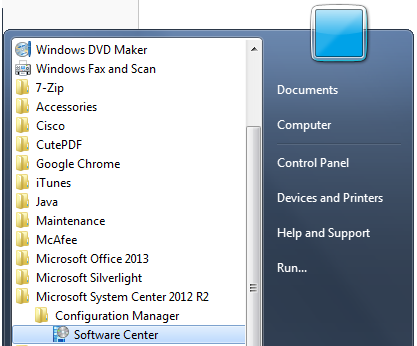 Windows DVD Maker
Windows Fax and Scan
7-Zip
Accessories
Cisco
CutePDF
Google Chrome
iTunes
Java
Maintenance
McAfee
Microsoft Office 2013
Microsoft Silverlight
Microsoft System Center 2012 R2
Configuration Manager
Software Center
Documents
Computer
Control Panel
Devices and Printers
Help and Support
Run...